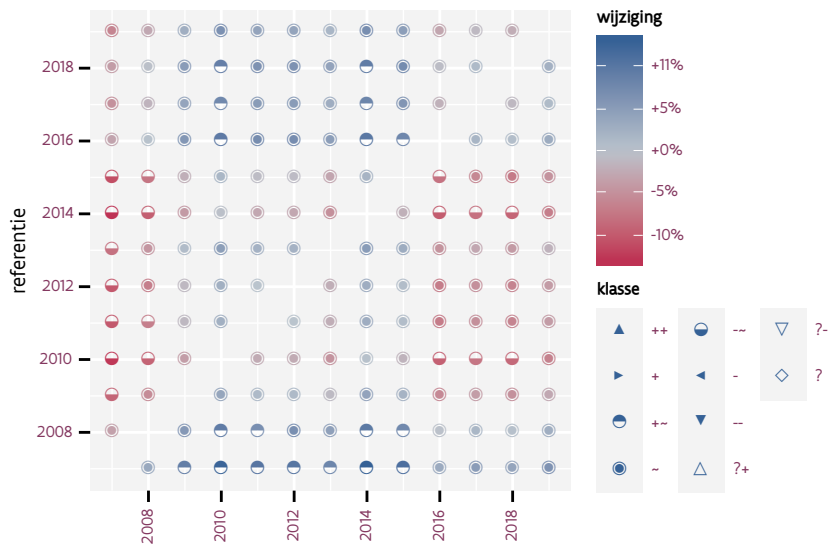 wijziging
+11%
+5%
+0%
-5%
-10%
klasse
++ -~ ?-
+ - ?
+~ --
~ ?+
referentie
2018
2016
2014
2012
2010
2008
2008 2010 2012 2014 2016 2018